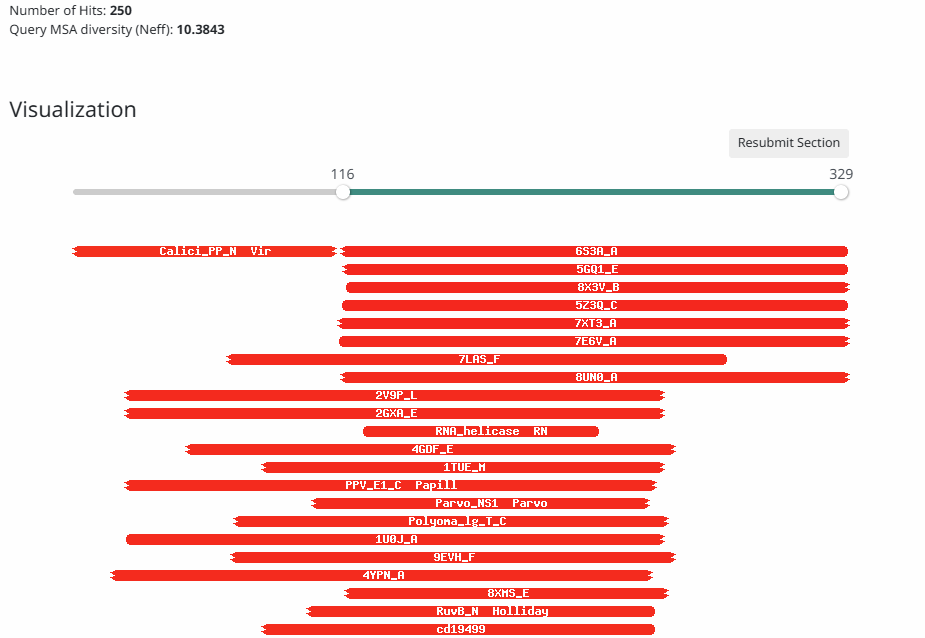 Number of Hits: 250
Query MSA diversity (Neff): 10.3843
Visualization
Resubmit Section
116 329
Calici_PP_N Vir 6S3A_A
5GQ1_E
8X3V_B
5Z3Q_C
7XT3_A
7E6V_A
7LAS_F
8UN0_A
2V9P_L
2GXA_E
RNA_helicase RN
4GDF_E
1TUE_M
PPV_E1_C Papill
Parvo_NS1 Parvo
Polyoma_lg_T_C
1U0J_A
9EVH_F
4YPN_A
8XMS_E
RuvB_N Holliday
cd19499